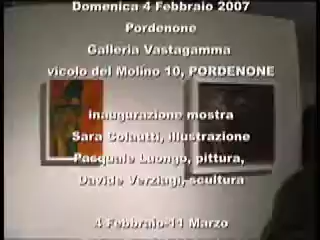 Domenica 4 Febbraio 2007
Pordenone
Galleria Vastagamma
vicolo del Molino 10, PORDENONE
inaugurazione mostra
Sara Colautti, illustrazione
Pasquale Luongo, pittura,
Davide Verziagi, scultura
4 Febbraio-11 Marzo